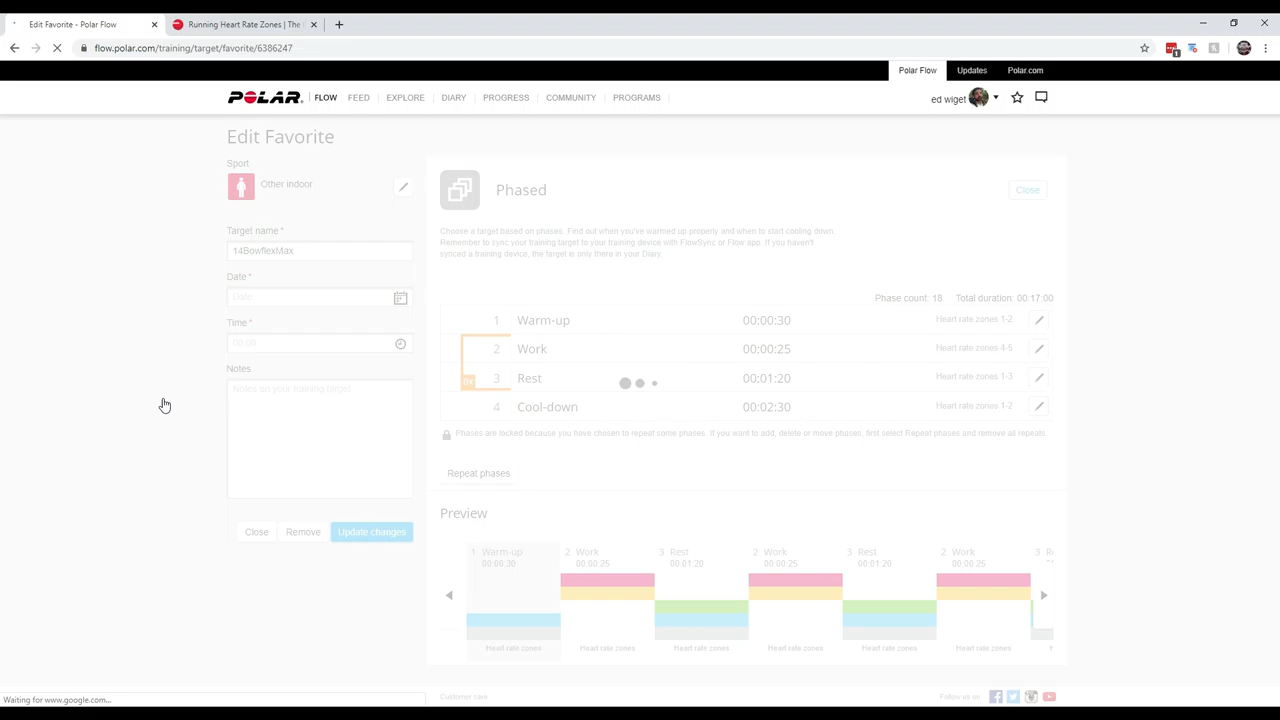 Edit Favorite - Polar Flow
Running Heart Rate Zones | The
flow.polar.com/training/target/favorite/6386247
1
Polar Flow
Updates
Polar.com
POLAR.
FLOW
FEED
EXPLORE
DIARY
PROGRESS
COMMUNITY
PROGRAMS
ed wiget
Edit Favorite
Sport
Other indoor
Target name *
14BowflexMax
Date *
Date
Time *
00:00
Notes
Notes on your training target
Close
Remove
Update changes
Phased
Close
Choose a target based on phases. Find out when you've warmed up properly and when to start cooling down.
Remember to sync your training target to your training device with FlowSync or Flow app. If you haven't
synced a training device, the target is only there in your Diary.
Phase count: 18 Total duration: 00:17:00
1 Warm-up 00:00:30 Heart rate zones 1-2
2 Work 00:00:25 Heart rate zones 4-5
3 Rest 00:01:20 Heart rate zones 1-3
4 Cool-down 00:02:30 Heart rate zones 1-2
Phases are locked because you have chosen to repeat some phases. If you want to add, delete or move phases, first select Repeat phases and remove all repeats.
Repeat phases
Preview
1 Warm-up 2 Work 3 Rest 2 Work 3 Rest 2 Work 3
00:00:30 00:00:25 00:01:20 00:00:25 00:01:20 00:00:25
Heart rate zones Heart rate zones Heart rate zones Heart rate zones Heart rate zones Heart rate zones
Customer care
Follow us on
Waiting for www.google.com...